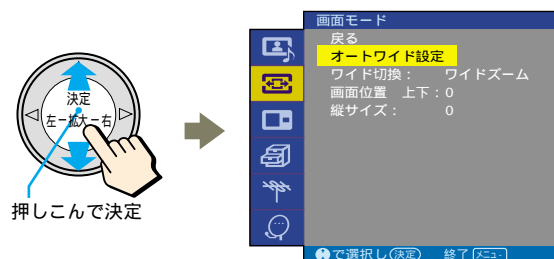 決定
左ー拡大ー右
押しこんで決定
画面モード
戻る
オートワイド設定
ワイド切換： ワイドズーム
画面位置 上下：0
縦サイズ： 0
で選択し 決定 終了 メニュー